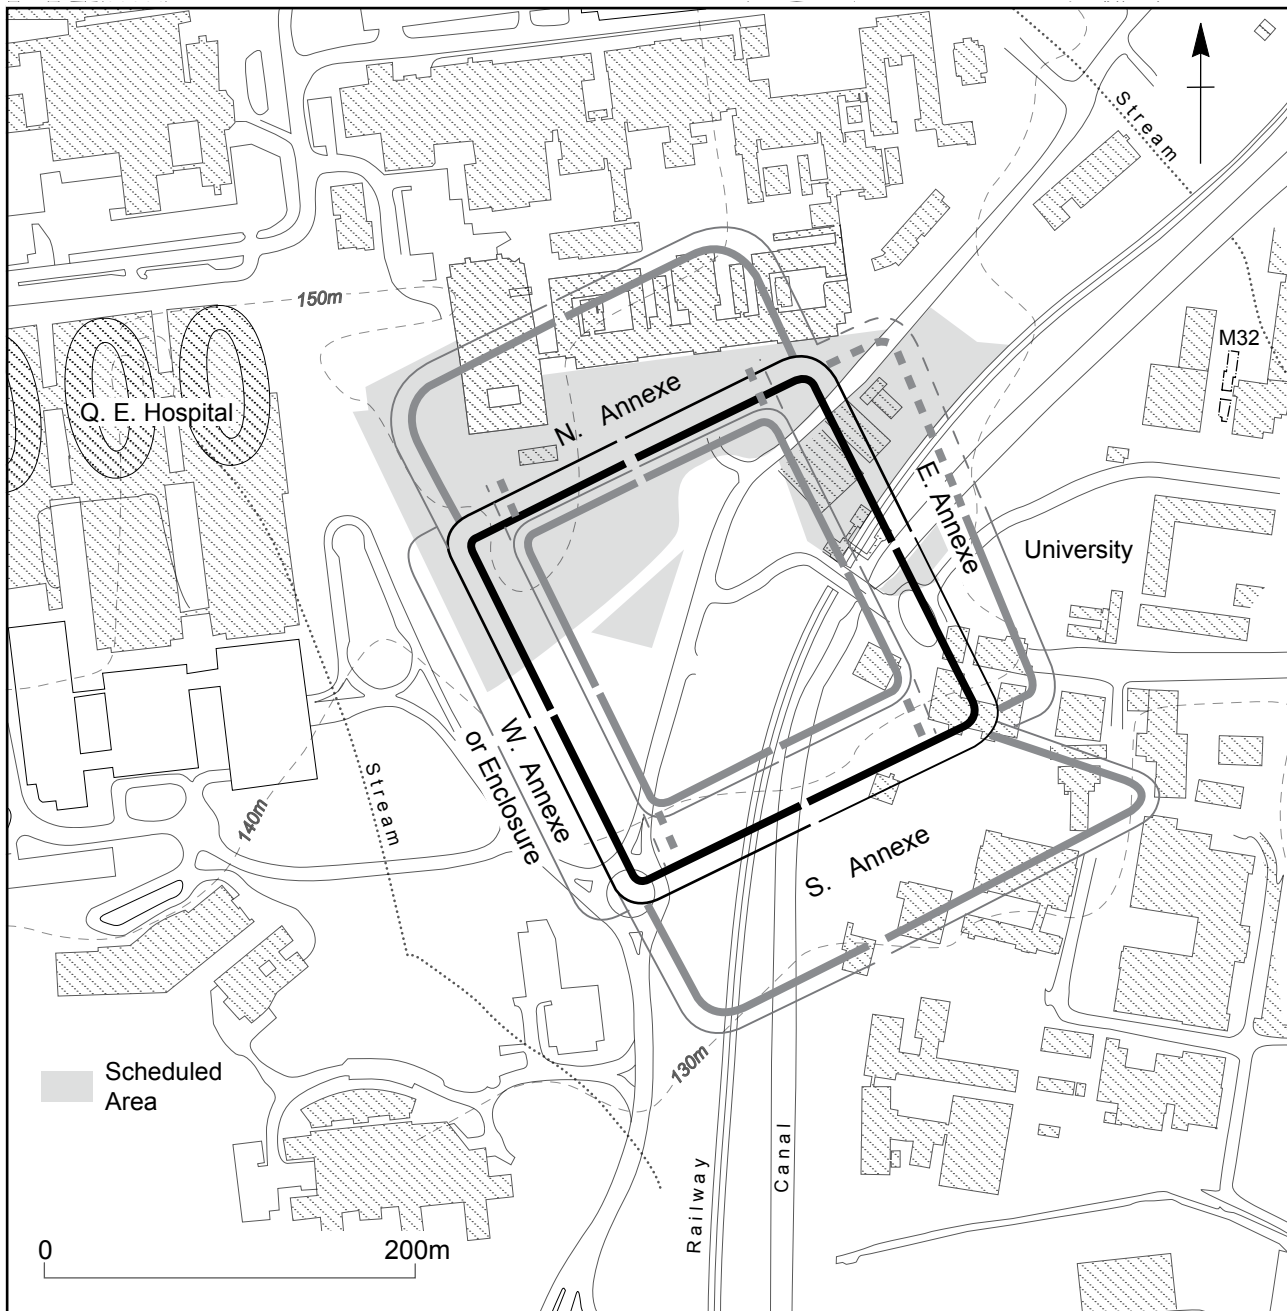 Stream
150m
M32
N. Annexe
Q. E. Hospital
E. Annexe
University
W. Annexe
or Enclosure
Stream
140m
S. Annexe
130m
Scheduled
Area
Railway
Canal
0 200m